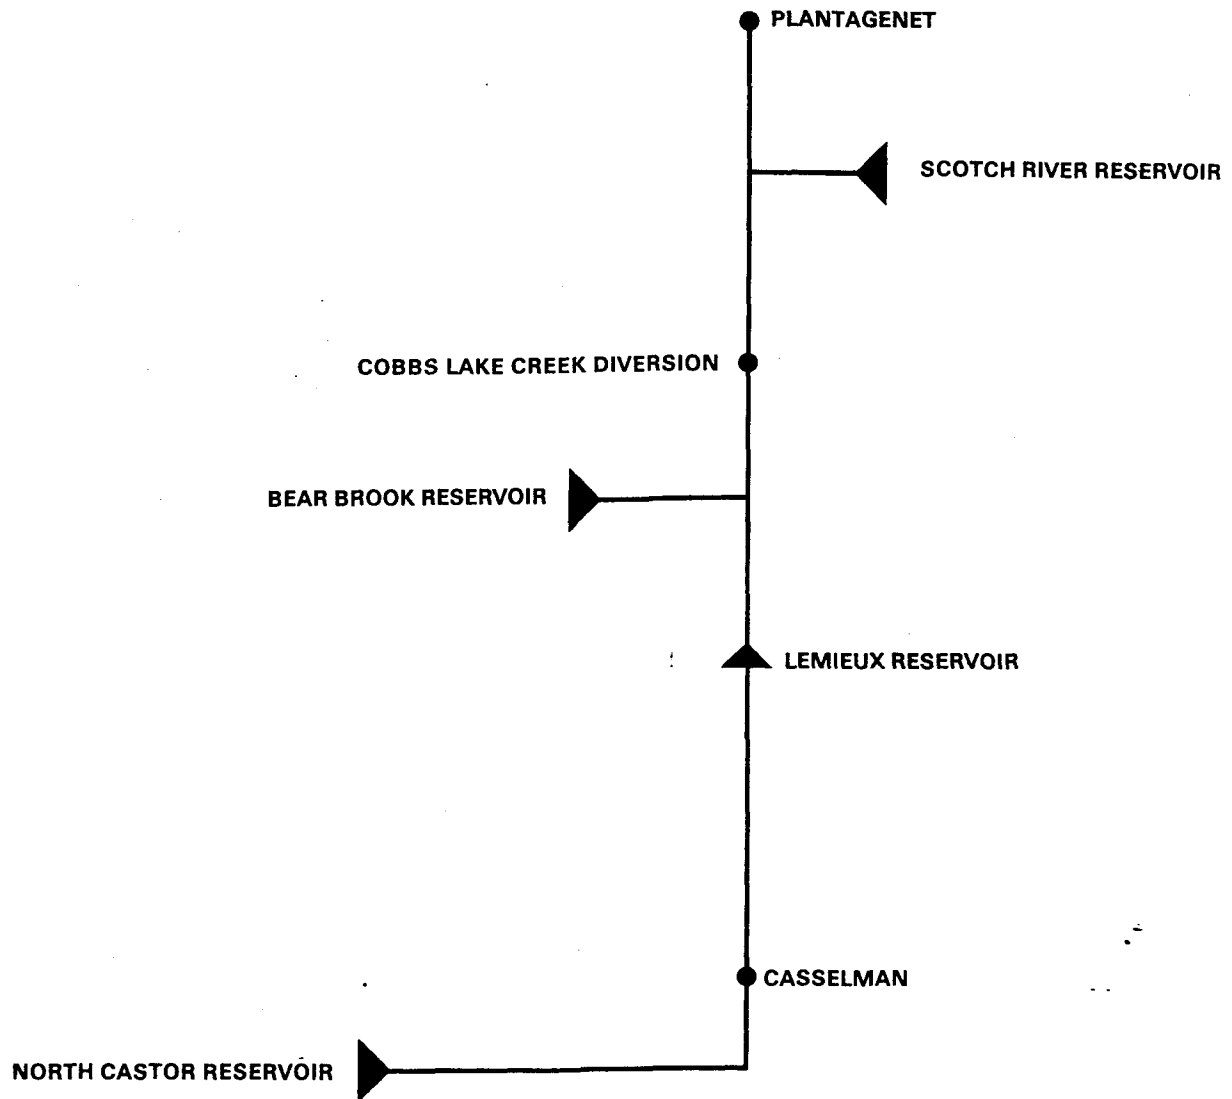 PLANTAGENET
SCOTCH RIVER RESERVOIR
COBBS LAKE CREEK DIVERSION
BEAR BROOK RESERVOIR
LEMIEUX RESERVOIR
CASSELMAN
NORTH CASTOR RESERVOIR